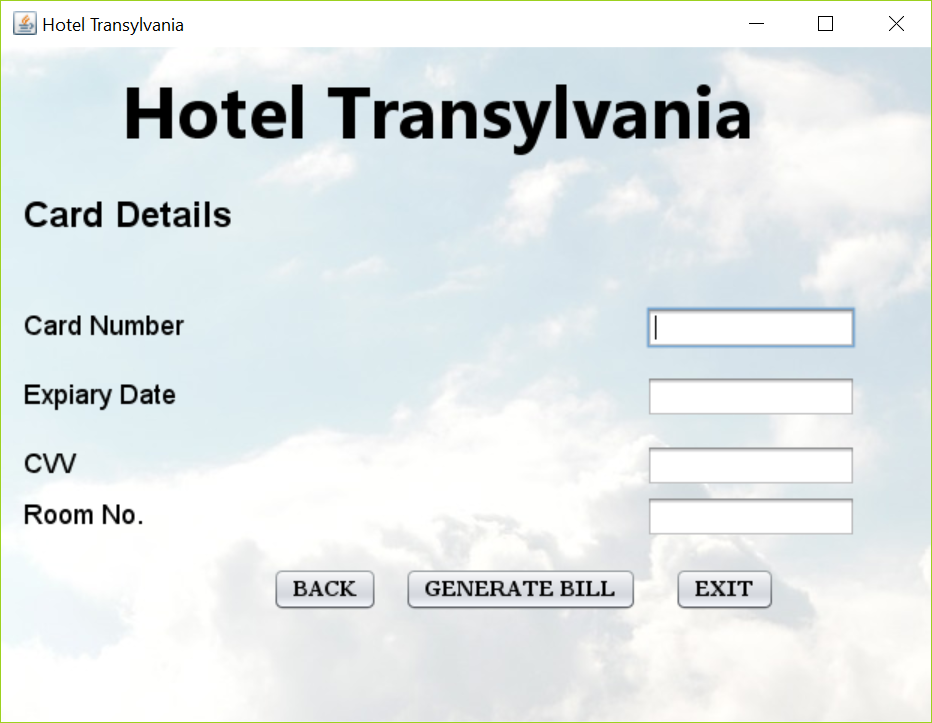 Hotel Transylvania
Hotel Transylvania
Card Details
Card Number
Expiary Date
CVV
Room No.
BACK GENERATE BILL EXIT